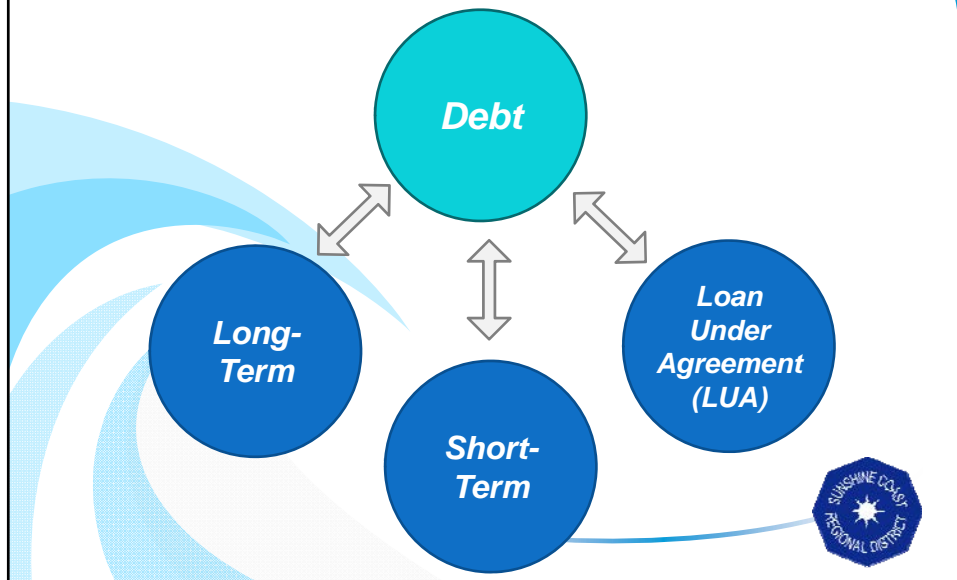 Debt
Long-
Term
Loan
Under
Agreement
(LUA)
Short-
Term
SUNSHINE COAST
REGIONAL DISTRICT